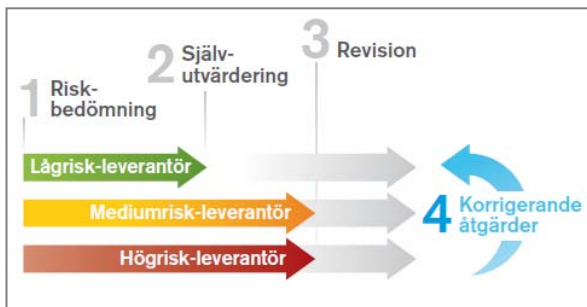 1 Risk-
bedömning
2 Själv-
utvärdering
3 Revision
Lågrisk-leverantör
Mediumrisk-leverantör
Högrisk-leverantör
4 Korrigerande
åtgärder